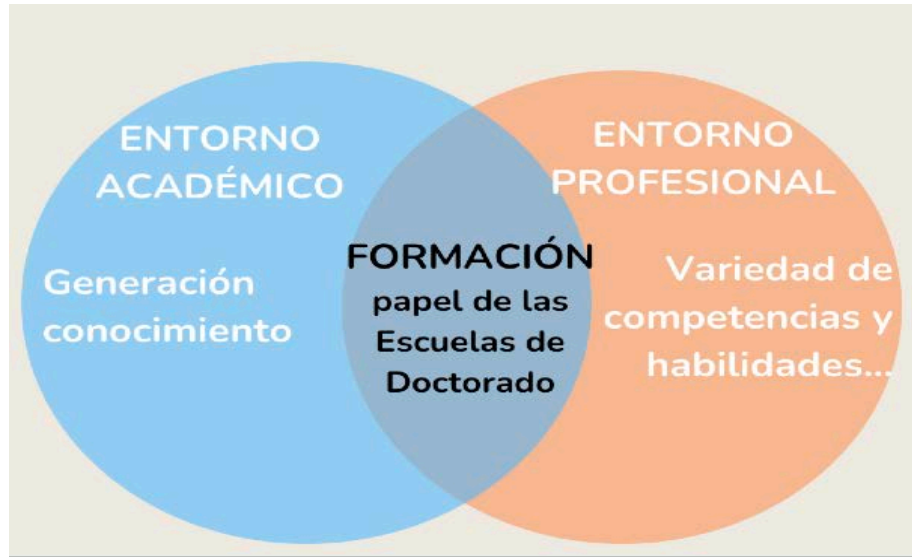 ENTORNO
ACADÉMICO
Generación
conocimiento
FORMACIÓN
papel de las
Escuelas de
Doctorado
ENTORNO
PROFESIONAL
Variedad de
competencias y
habilidades...